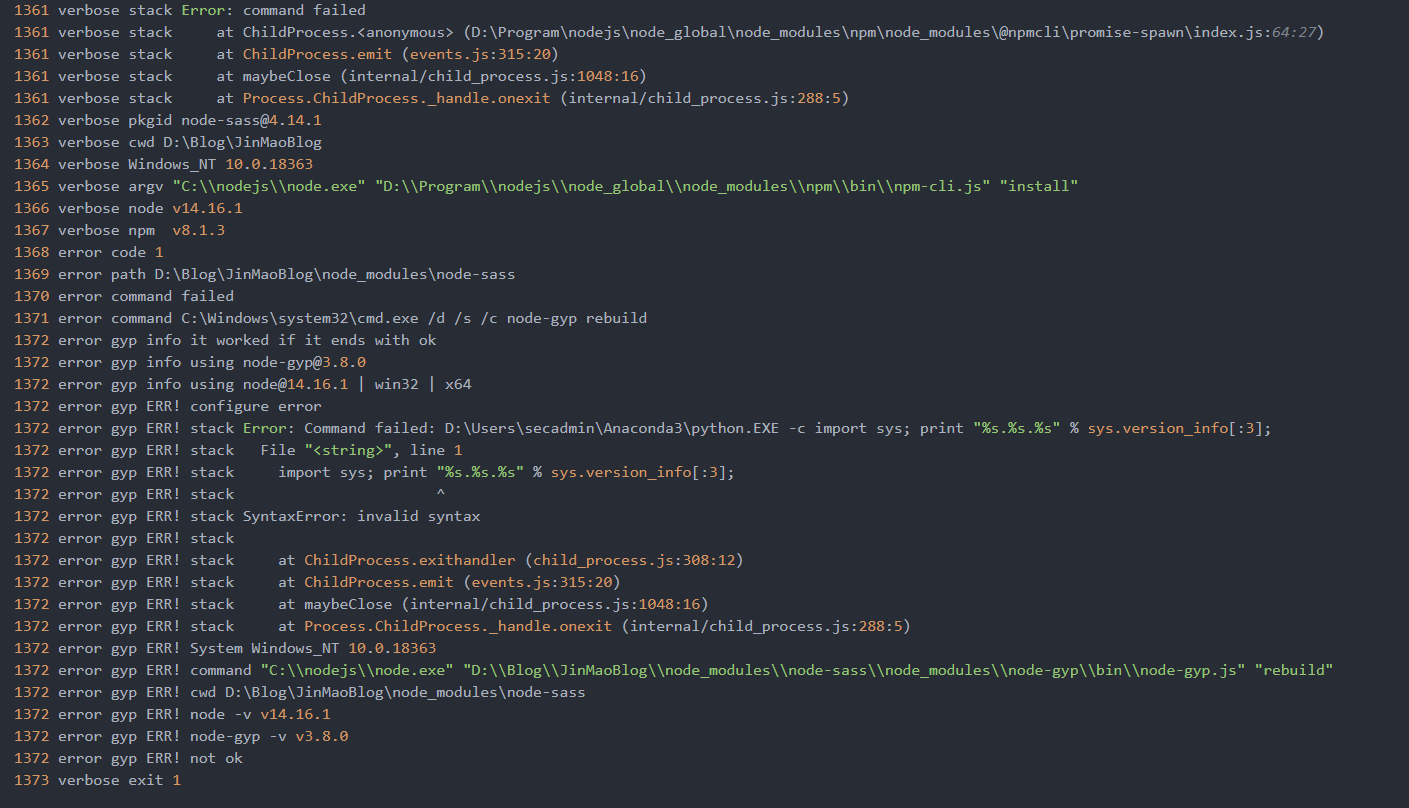 1361 verbose stack Error: command failed
1361 verbose stack     at ChildProcess.<anonymous> (D:\Program\nodejs\node_global\node_modules\npm\node_modules\@npmcli\promise-spawn\index.js:64:27)
1361 verbose stack     at ChildProcess.emit (events.js:315:20)
1361 verbose stack     at maybeClose (internal/child_process.js:1048:16)
1361 verbose stack     at Process.ChildProcess._handle.onexit (internal/child_process.js:288:5)
1362 verbose pkgid node-sass@4.14.1
1363 verbose cwd D:\Blog\JinMaoBlog
1364 verbose Windows_NT 10.0.18363
1365 verbose argv "C:\\nodejs\\node.exe" "D:\\Program\\nodejs\\node_global\\node_modules\\npm\\bin\\npm-cli.js" "install"
1366 verbose node v14.16.1
1367 verbose npm  v8.1.3
1368 error code 1
1369 error path D:\Blog\JinMaoBlog\node_modules\node-sass
1370 error command failed
1371 error command C:\Windows\system32\cmd.exe /d /s /c node-gyp rebuild
1372 error gyp info it worked if it ends with ok
1372 error gyp info using node-gyp@3.8.0
1372 error gyp info using node@14.16.1 | win32 | x64
1372 error gyp ERR! configure error
1372 error gyp ERR! stack Error: Command failed: D:\Users\secadmin\Anaconda3\python.EXE -c import sys; print "%s.%s.%s" % sys.version_info[:3];
1372 error gyp ERR! stack   File "<string>", line 1
1372 error gyp ERR! stack     import sys; print "%s.%s.%s" % sys.version_info[:3];
1372 error gyp ERR! stack                       ^
1372 error gyp ERR! stack SyntaxError: invalid syntax
1372 error gyp ERR! stack
1372 error gyp ERR! stack     at ChildProcess.exithandler (child_process.js:308:12)
1372 error gyp ERR! stack     at ChildProcess.emit (events.js:315:20)
1372 error gyp ERR! stack     at maybeClose (internal/child_process.js:1048:16)
1372 error gyp ERR! stack     at Process.ChildProcess._handle.onexit (internal/child_process.js:288:5)
1372 error gyp ERR! System Windows_NT 10.0.18363
1372 error gyp ERR! command "C:\\nodejs\\node.exe" "D:\\Blog\\JinMaoBlog\\node_modules\\node-sass\\node_modules\\node-gyp\\bin\\node-gyp.js" "rebuild"
1372 error gyp ERR! cwd D:\Blog\JinMaoBlog\node_modules\node-sass
1372 error gyp ERR! node -v v14.16.1
1372 error gyp ERR! node-gyp -v v3.8.0
1372 error gyp ERR! not ok
1373 verbose exit 1